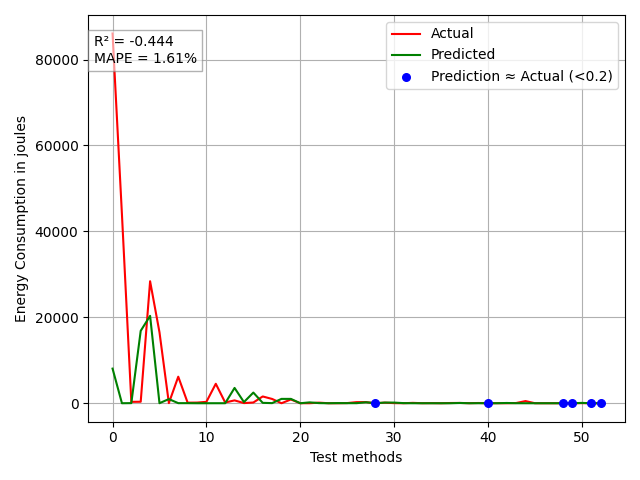 R² = -0.444
MAPE = 1.61%
Actual
Predicted
Prediction ≈ Actual (<0.2)
Energy Consumption in joules
80000
60000
40000
20000
0
0 10 20 30 40 50
Test methods